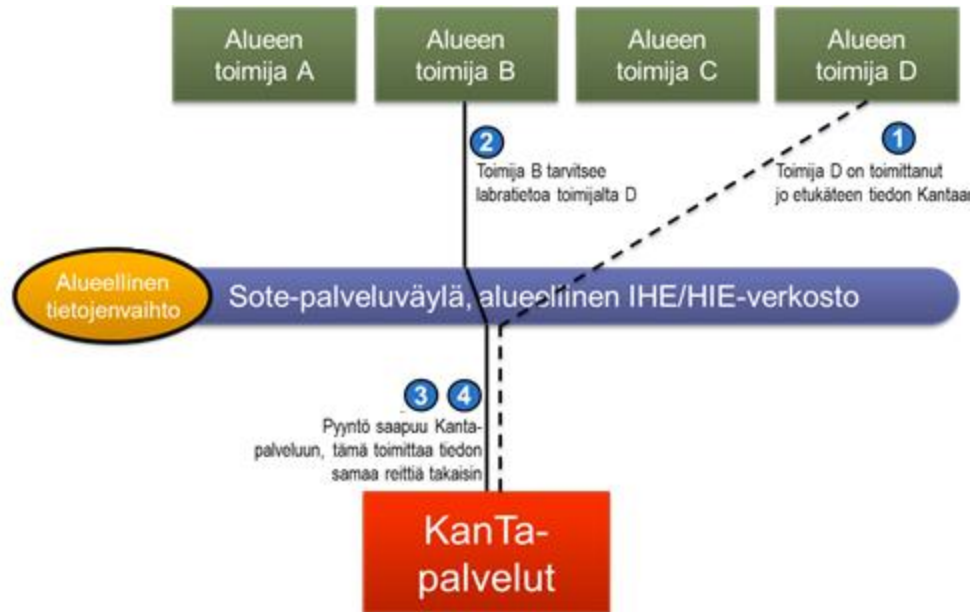 Alueen
toimija A
Alueen
toimija B
Alueen
toimija C
Alueen
toimija D
2
Toimija B tarvitsee
labratietoa toimijalta D
1
Toimija D on toimittanut
jo etukäteen tiedon Kantaan
Alueellinen
tietojenvaihto
Sote-palveluväylä, alueellinen IHE/HIE-verkosto
3 4
Pyyntö saapuu Kanta-
palveluun, tämä toimittaa tiedon
samaa reittiä takaisin
KanTa-
palvelut